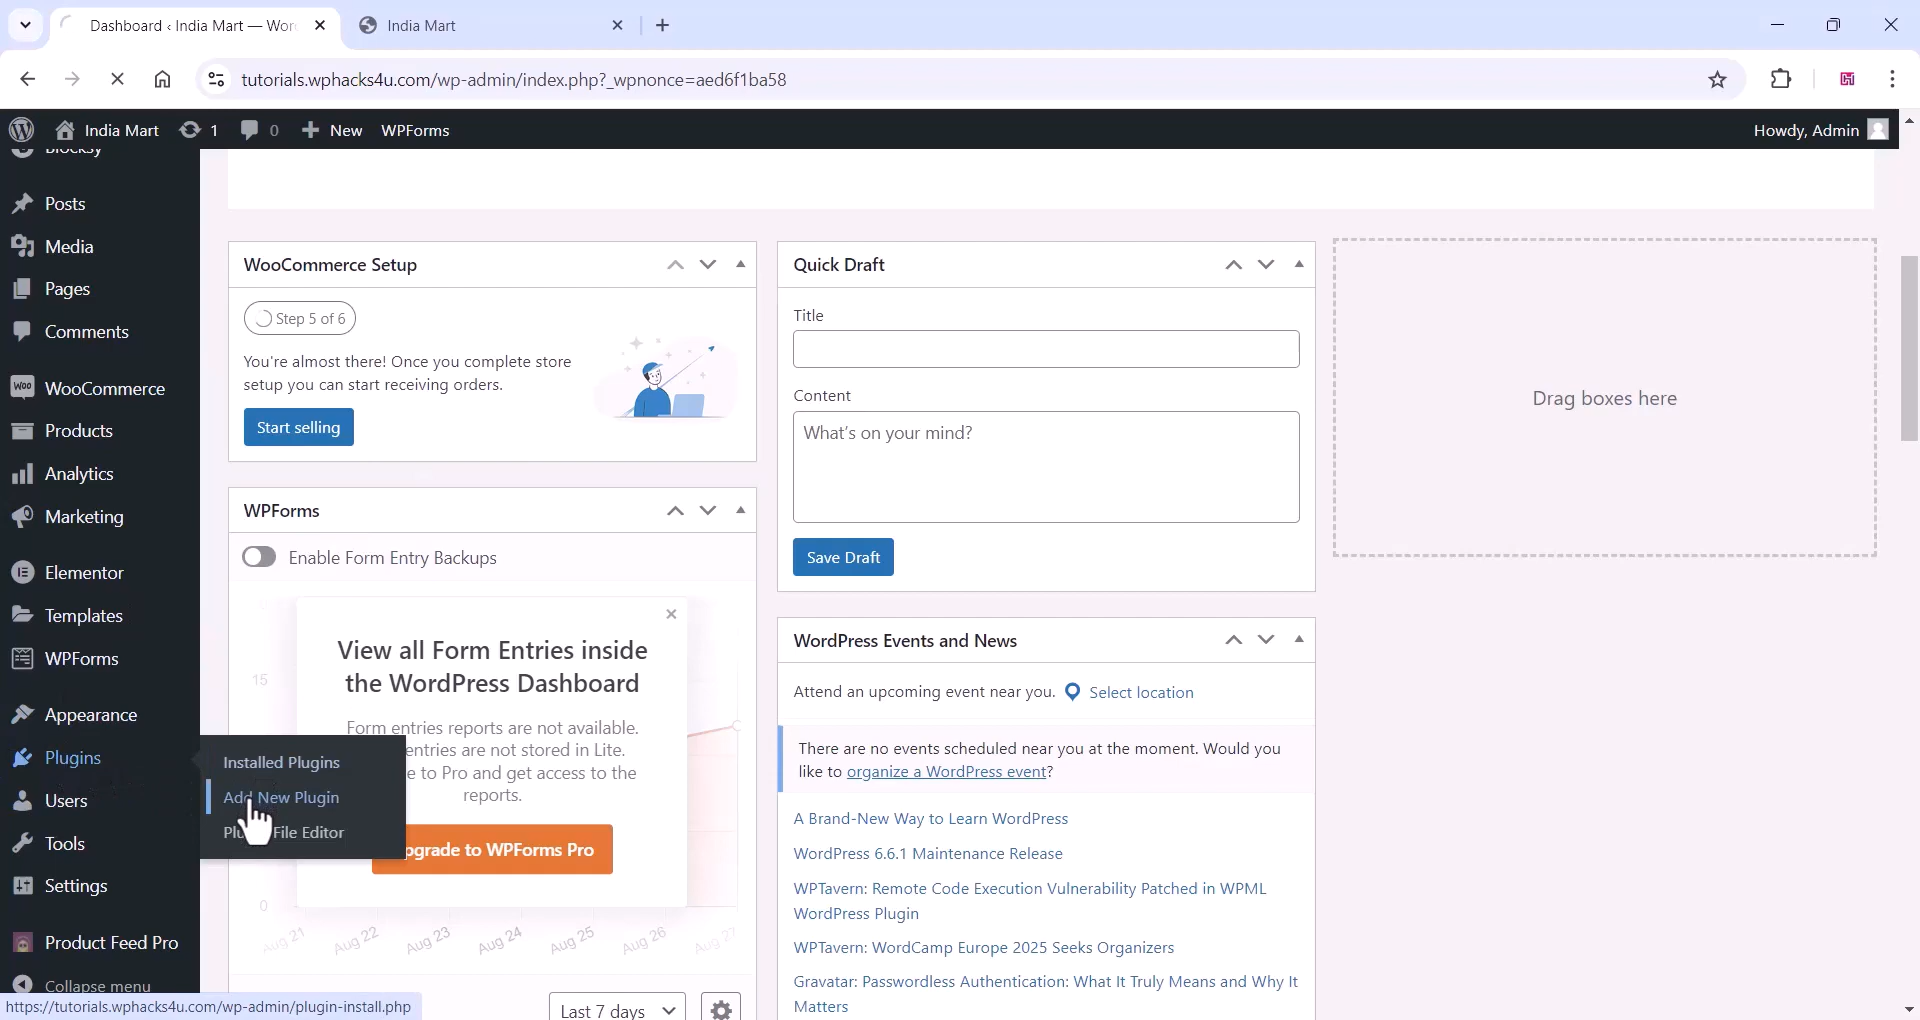 Dashboard ‹ India Mart — Wor
India Mart
tutorials.wphacks4u.com/wp-admin/index.php?_wpnonce=aed6f1ba58
India Mart
1
0
New
WPForms
Howdy, Admin
Blocksy
Posts
Media
Pages
Comments
WooCommerce
Products
Analytics
Marketing
Elementor
Templates
WPForms
Appearance
Plugins
Users
Tools
Settings
Product Feed Pro
Collapse menu
Installed Plugins
Add New Plugin
File Editor
https://tutorials.wphacks4u.com/wp-admin/plugin-install.php
WooCommerce Setup
Step 5 of 6
You're almost there! Once you complete store
setup you can start receiving orders.
Start selling
WPForms
Enable Form Entry Backups
View all Form Entries inside
the WordPress Dashboard
Form entries reports are not available.
entries are not stored in Lite.
e to Pro and get access to the
reports.
pgrade to WPForms Pro
15
0
Aug 21
Aug 22
Aug 23
Aug 24
Aug 25
Aug 26
Aug 27
Last 7 days
Quick Draft
Title
Content
What's on your mind?
Save Draft
WordPress Events and News
Attend an upcoming event near you. Select location
There are no events scheduled near you at the moment. Would you
like to organize a WordPress event?
A Brand-New Way to Learn WordPress
WordPress 6.6.1 Maintenance Release
WPTavern: Remote Code Execution Vulnerability Patched in WPML
WordPress Plugin
WPTavern: WordCamp Europe 2025 Seeks Organizers
Gravatar: Passwordless Authentication: What It Truly Means and Why It
Matters
Drag boxes here